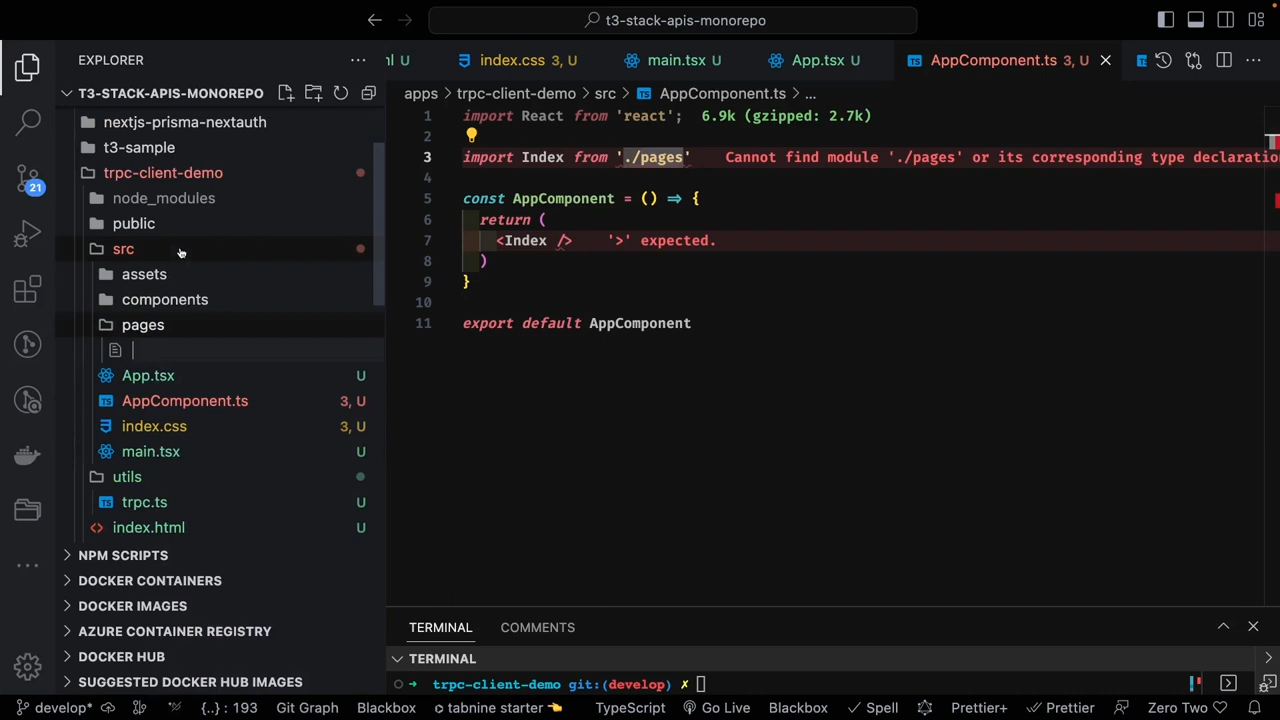 t3-stack-apis-monorepo
EXPLORER
ml U
index.css 3, U
main.tsx U
App.tsx U
AppComponent.ts 3, U
T3-STACK-APIS-MONOREPO
nextjs-prisma-nextauth
t3-sample
trpc-client-demo
node_modules
public
src
assets
components
pages
App.tsx U
AppComponent.ts 3, U
index.css 3, U
main.tsx U
utils
trpc.ts U
index.html U
NPM SCRIPTS
DOCKER CONTAINERS
DOCKER IMAGES
AZURE CONTAINER REGISTRY
DOCKER HUB
SUGGESTED DOCKER HUB IMAGES
21
apps > trpc-client-demo > src > AppComponent.ts > ...
1 import React from 'react'; 6.9k (gzipped: 2.7k)
2
3 import Index from './pages' Cannot find module './pages' or its corresponding type declaratio
4
5 const AppComponent = () => {
6 return (
7 <Index /> '>' expected.
8 )
9 }
10
11 export default AppComponent
TERMINAL COMMENTS
TERMINAL
trpc-client-demo git:(develop) ✗
develop* {..} : 193 Git Graph Blackbox tabnine starter 👈 TypeScript Go Live Blackbox Spell Prettier+ Prettier Zero Two